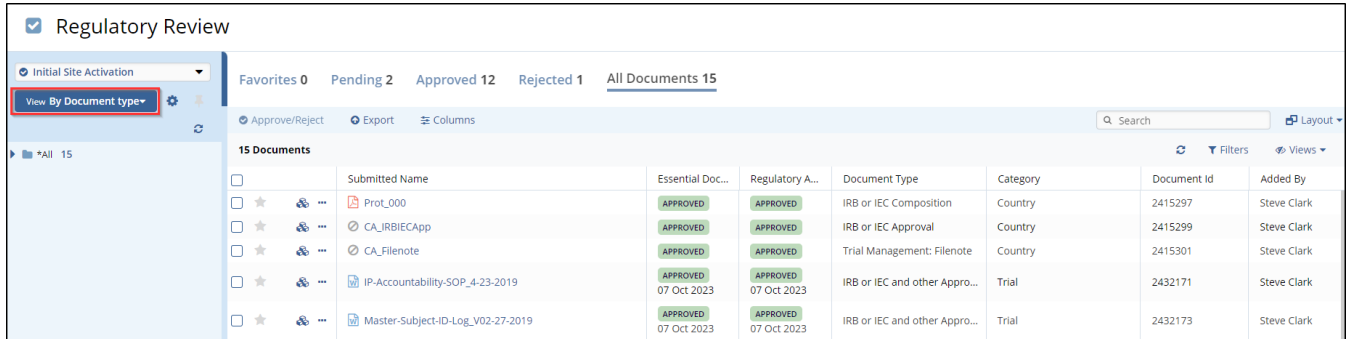 Regulatory Review
Initial Site Activation
View By Document type
*All 15
Favorites 0 Pending 2 Approved 12 Rejected 1 All Documents 15
Approve/Reject Export Columns Search Layout
15 Documents Filters Views
Submitted Name Essential Doc... Regulatory A... Document Type Category Document Id Added By
Prot_000 APPROVED APPROVED IRB or IEC Composition Country 2415297 Steve Clark
CA_IRBIECApp APPROVED APPROVED IRB or IEC Approval Country 2415299 Steve Clark
CA_Filenote APPROVED APPROVED Trial Management: Filenote Country 2415301 Steve Clark
IP-Accountability-SOP_4-23-2019 APPROVED 07 Oct 2023 APPROVED 07 Oct 2023 IRB or IEC and other Appro... Trial 2432171 Steve Clark
Master-Subject-ID-Log_V02-27-2019 APPROVED 07 Oct 2023 APPROVED 07 Oct 2023 IRB or IEC and other Appro... Trial 2432173 Steve Clark